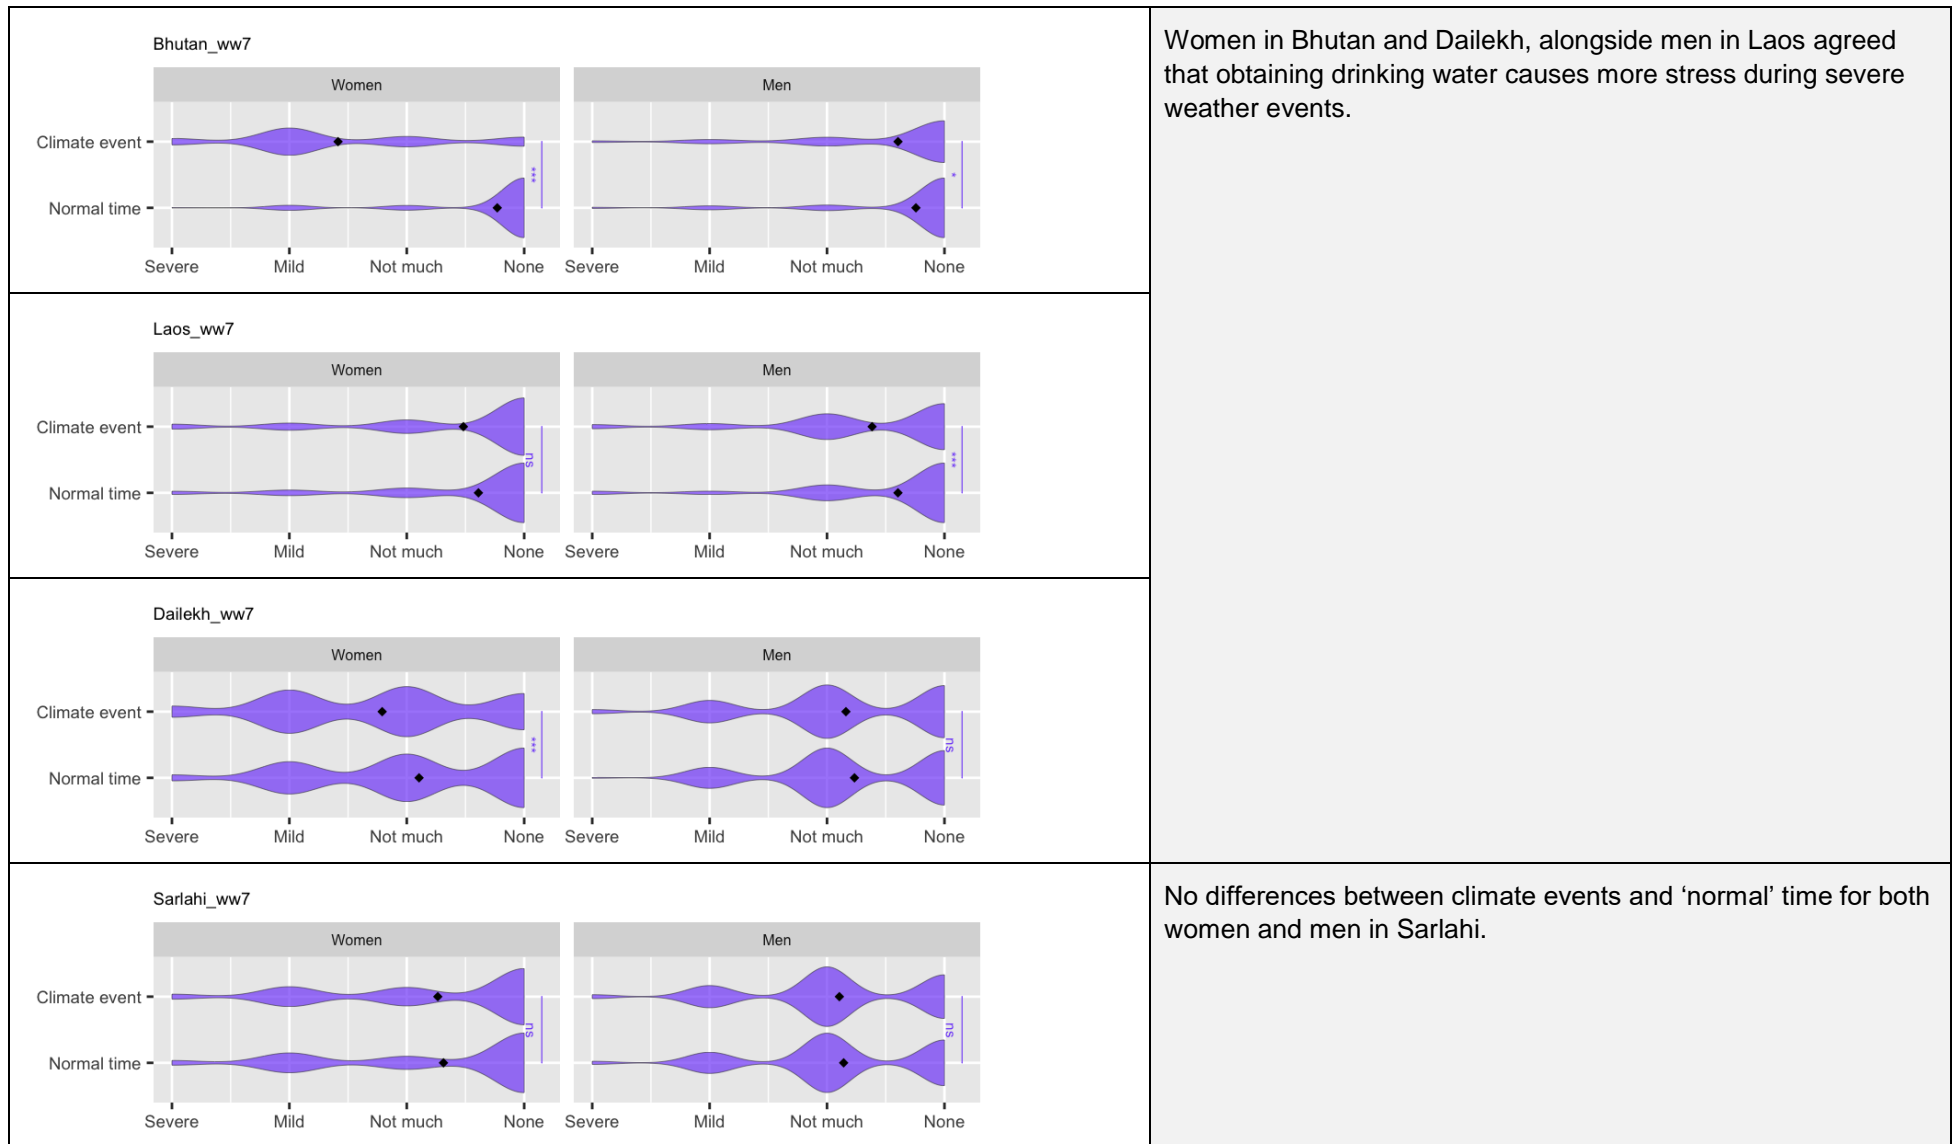 Bhutan_ww7
Women
Men
Climate event
***
*
Normal time
Severe Mild Not much None Severe Mild Not much None
Women in Bhutan and Dailekh, alongside men in Laos agreed
that obtaining drinking water causes more stress during severe
weather events.
Laos_ww7
Women
Men
Climate event
ns
***
Normal time
Severe Mild Not much None Severe Mild Not much None
Dailekh_ww7
Women
Men
Climate event
***
ns
Normal time
Severe Mild Not much None Severe Mild Not much None
Sarlahi_ww7
Women
Men
Climate event
ns
ns
Normal time
Severe Mild Not much None Severe Mild Not much None
No differences between climate events and ‘normal’ time for both
women and men in Sarlahi.